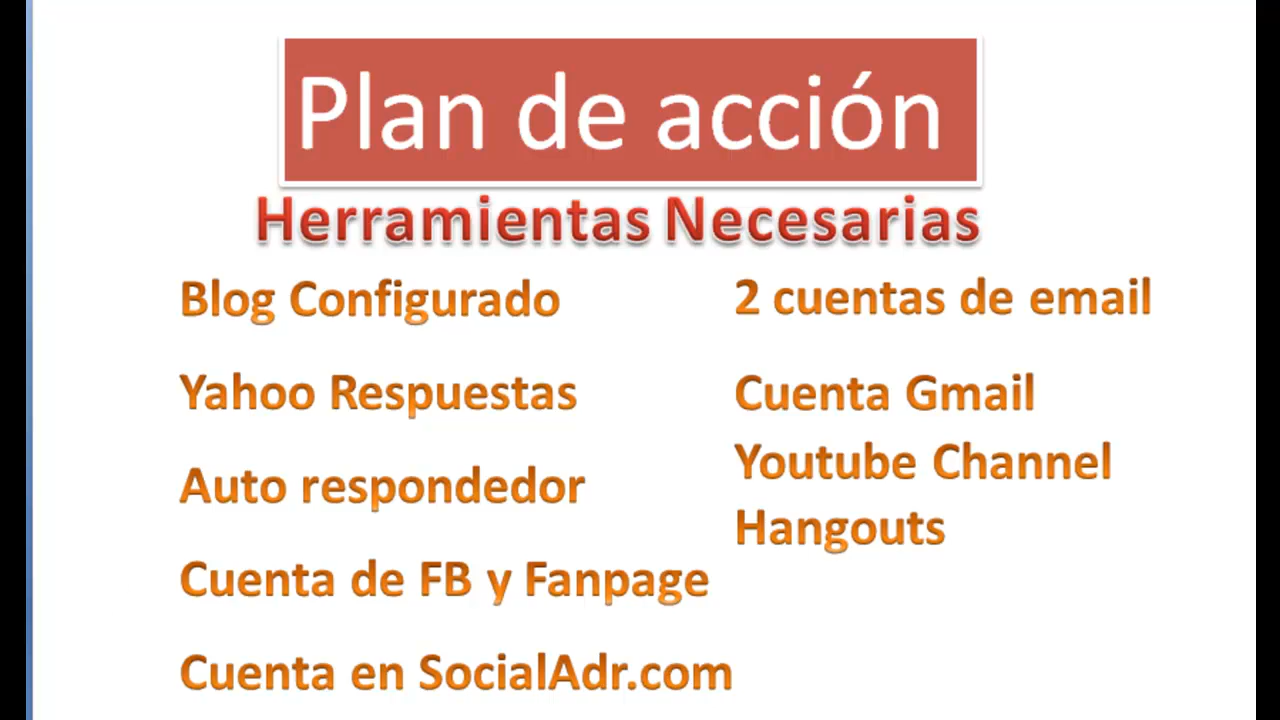 Plan de acción
Herramientas Necesarias
Blog Configurado
Yahoo Respuestas
Auto respondedor
Cuenta de FB y Fanpage
Cuenta en SocialAdr.com
2 cuentas de email
Cuenta Gmail
Youtube Channel
Hangouts